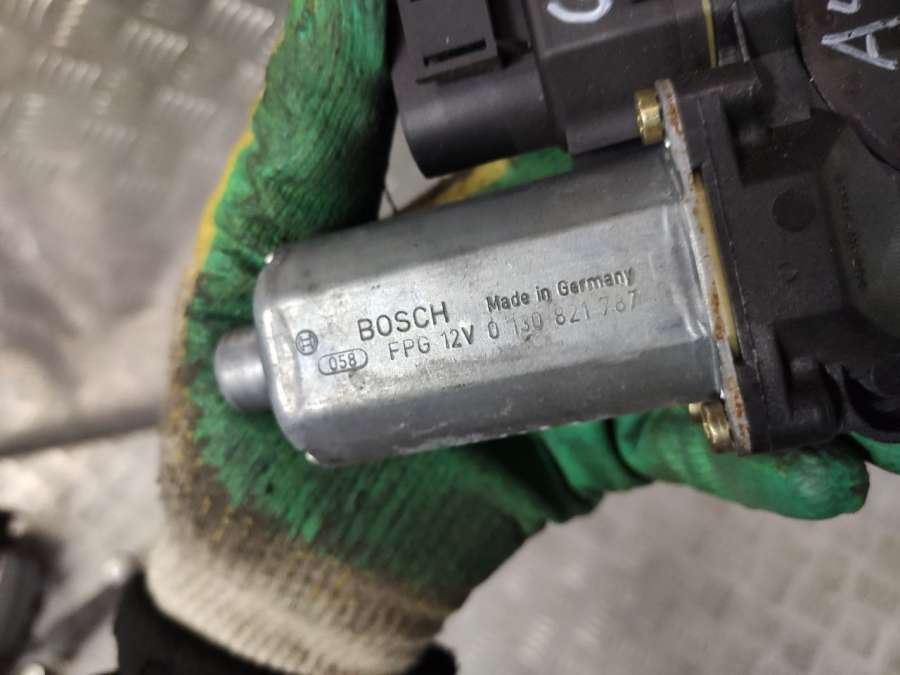 BOSCH Made in Germany
058 FPG 12V 0 130 821 767